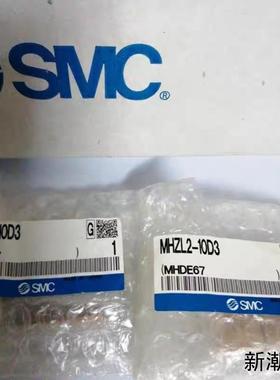 SMC®
0D3
G
1
)
SMC
MHZL2-10D3
(MHDE67
)
SMC
新潮